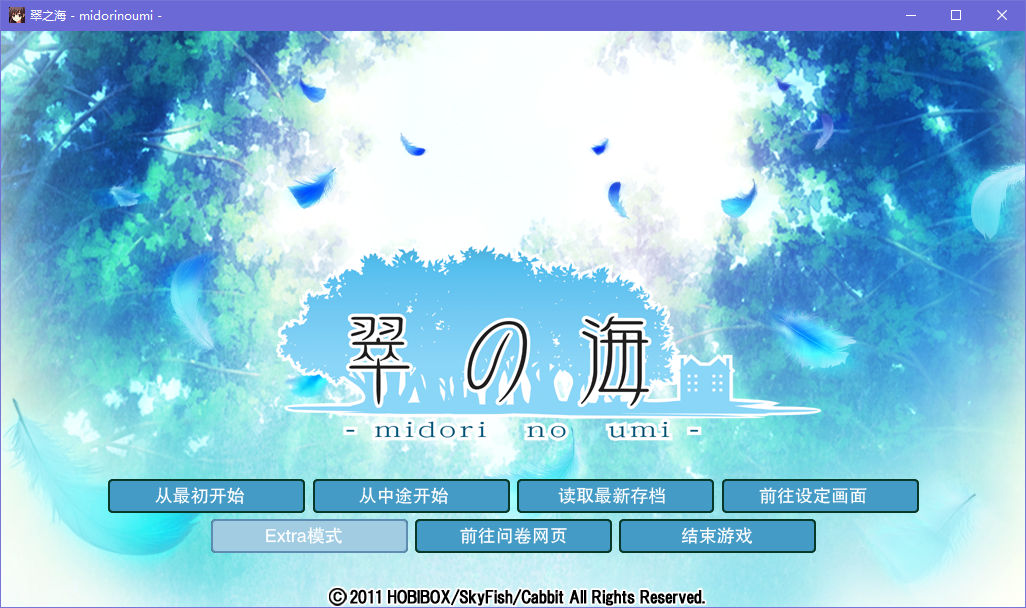 翠之海 - midorinoumi -
翠の海
- midori no umi -
从最初开始 从中途开始 读取最新存档 前往设定画面
Extra模式 前往问卷网页 结束游戏
© 2011 HOBIBOX/SkyFish/Cabbit All Rights Reserved.